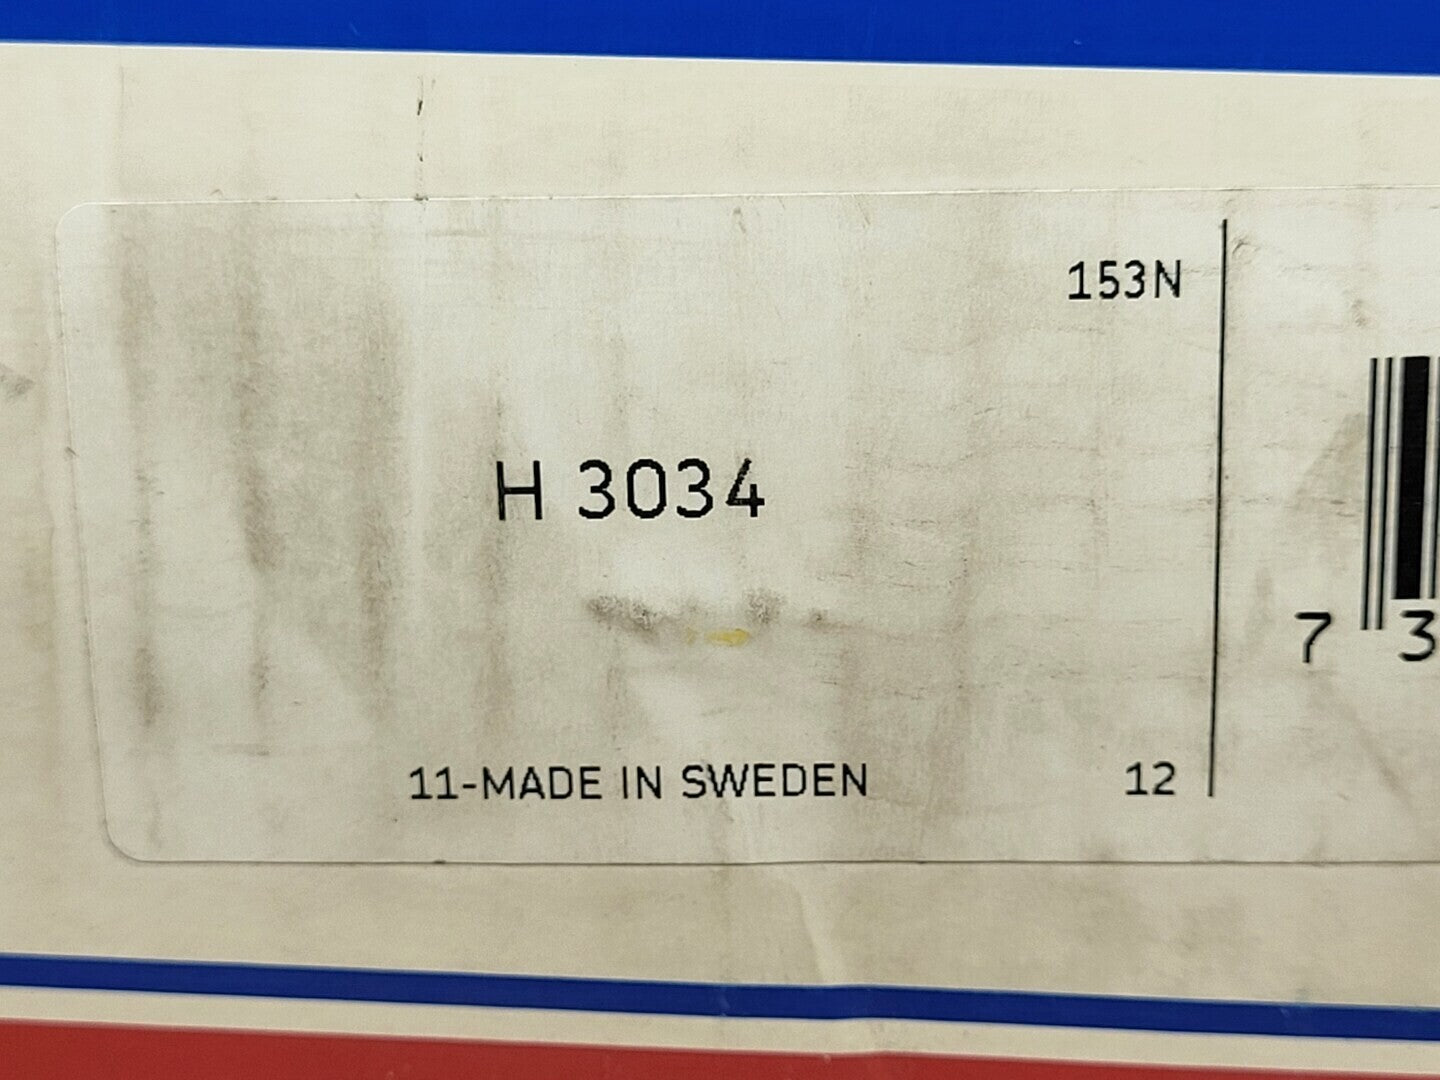 153N
H 3034
11-MADE IN SWEDEN
12
7 3